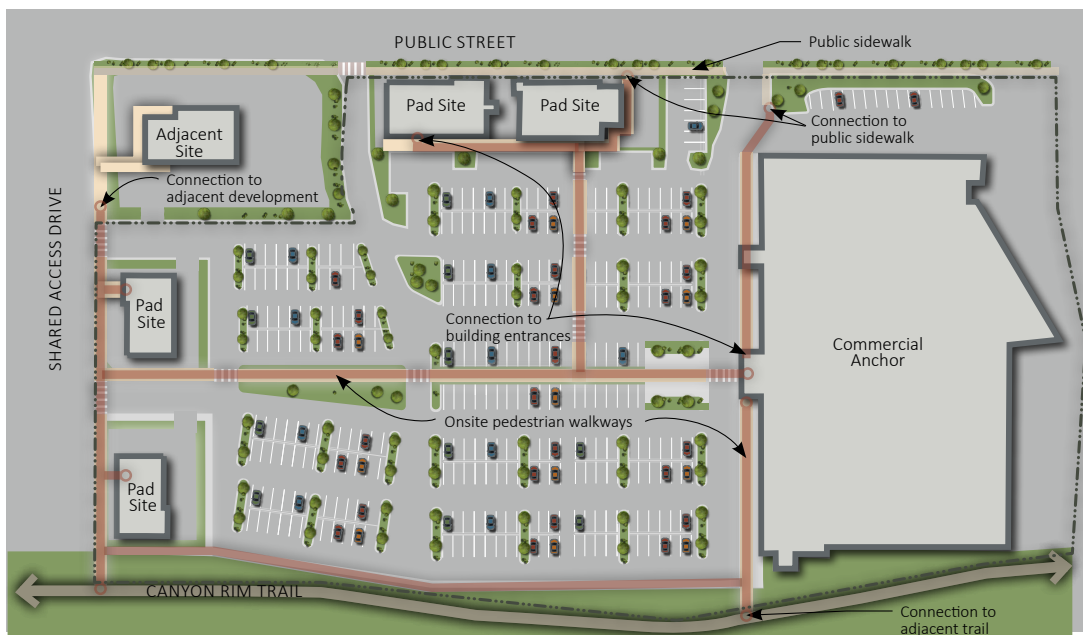 PUBLIC STREET
Public sidewalk
Pad Site
Pad Site
Adjacent
Site
Connection to
public sidewalk
Connection to
adjacent development
SHARED ACCESS DRIVE
Pad
Site
Connection to
building entrances
Commercial
Anchor
Onsite pedestrian walkways
Pad
Site
CANYON RIM TRAIL
Connection to
adjacent trail